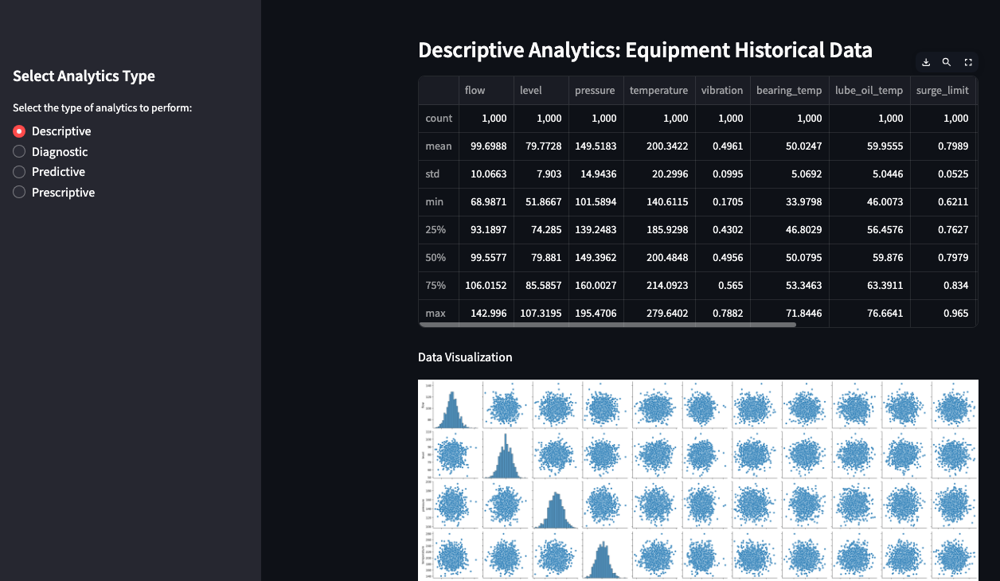 Select Analytics Type
Select the type of analytics to perform:
Descriptive
Diagnostic
Predictive
Prescriptive
Descriptive Analytics: Equipment Historical Data
flow level pressure temperature vibration bearing_temp lube_oil_temp surge_limit
count 1,000 1,000 1,000 1,000 1,000 1,000 1,000 1,000
mean 99.6988 79.7728 149.5183 200.3422 0.4961 50.0247 59.9555 0.7989
std 10.0663 7.903 14.9436 20.2996 0.0995 5.0692 5.0446 0.0525
min 68.9871 51.8667 101.5894 140.6115 0.1705 33.9798 46.0073 0.6211
25% 93.1897 74.285 139.2483 185.9298 0.4302 46.8029 56.4576 0.7627
50% 99.5577 79.881 149.3962 200.4848 0.4956 50.0795 59.876 0.7979
75% 106.0152 85.5857 160.0027 214.0923 0.565 53.3463 63.3911 0.834
max 142.996 107.3195 195.4706 279.6402 0.7882 71.8446 76.6641 0.965
Data Visualization